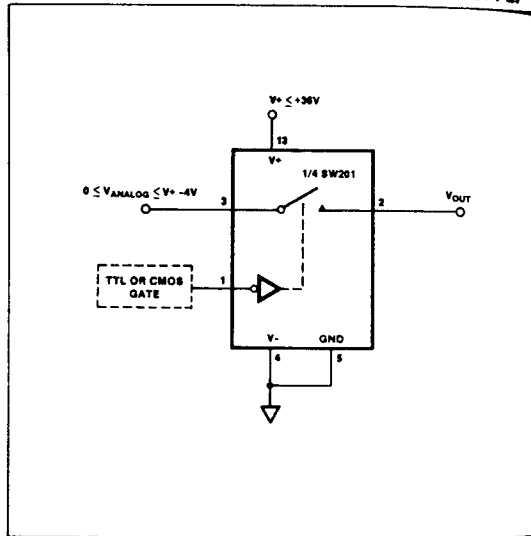 V+ ≤ +36V
13
V+
1/4 SW201
0 ≤ VANALOG ≤ V+ -4V
3
2
VOUT
TTL OR CMOS
GATE
1
V-
GND
4
5